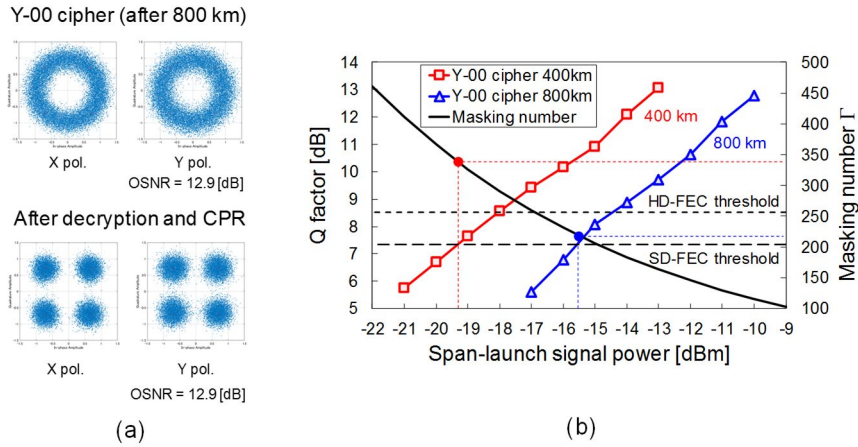 Y-00 cipher (after 800 km)
X pol.
Y pol.
OSNR = 12.9 [dB]
After decryption and CPR
X pol.
Y pol.
OSNR = 12.9 [dB]
(a)
Q factor [dB]
14
13
12
11
10
9
8
7
6
5
Y-00 cipher 400km
Y-00 cipher 800km
Masking number
400 km
800 km
HD-FEC threshold
SD-FEC threshold
500
450
400
350
300
250
200
150
100
Masking number Γ
-22 -21 -20 -19 -18 -17 -16 -15 -14 -13 -12 -11 -10 -9
Span-launch signal power [dBm]
(b)